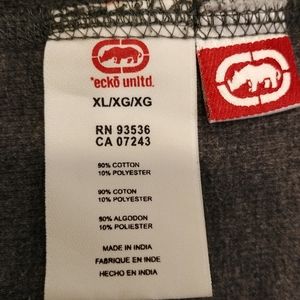 *eckō unltd.
XL/XG/XG
RN 93536
CA 07243
90% COTTON
10% POLYESTER
90% COTON
10% POLYESTER
90% ALGODON
10% POLIESTER
MADE IN INDIA
FABRIQUE EN INDE
HECHO EN INDIA